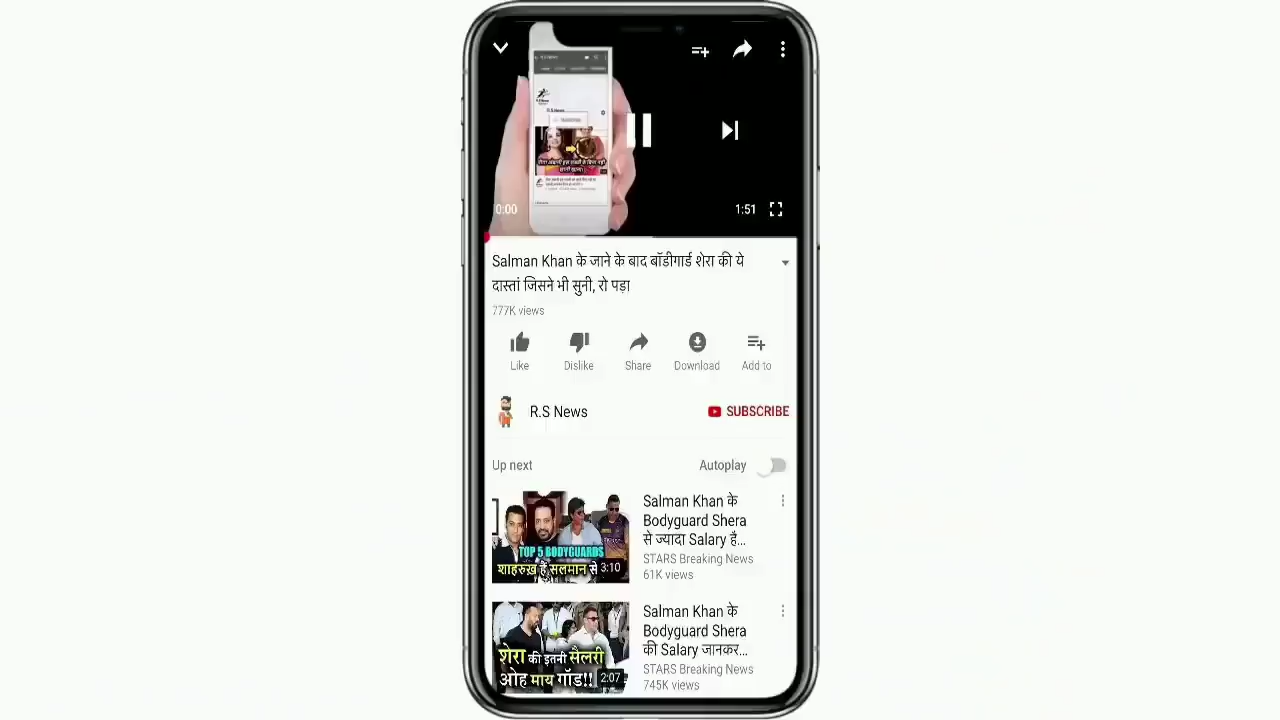 R.S News
0:00
1:51
Salman Khan के जाने के बाद बॉडीगार्ड शेरा की ये
दास्तां जिसने भी सुनी, रो पड़ा
777K views
Like
Dislike
Share
Download
Add to
R.S News
SUBSCRIBE
Up next
Autoplay
TOP 5 BODYGUARDS
शाहरुख़ हैं सलमान से
3:10
Salman Khan के
Bodyguard Shera
से ज्यादा Salary है...
STARS Breaking News
61K views
शेरा की इतनी सैलरी
ओह माय गॉड!!
2:07
Salman Khan के
Bodyguard Shera
की Salary जानकर...
STARS Breaking News
745K views